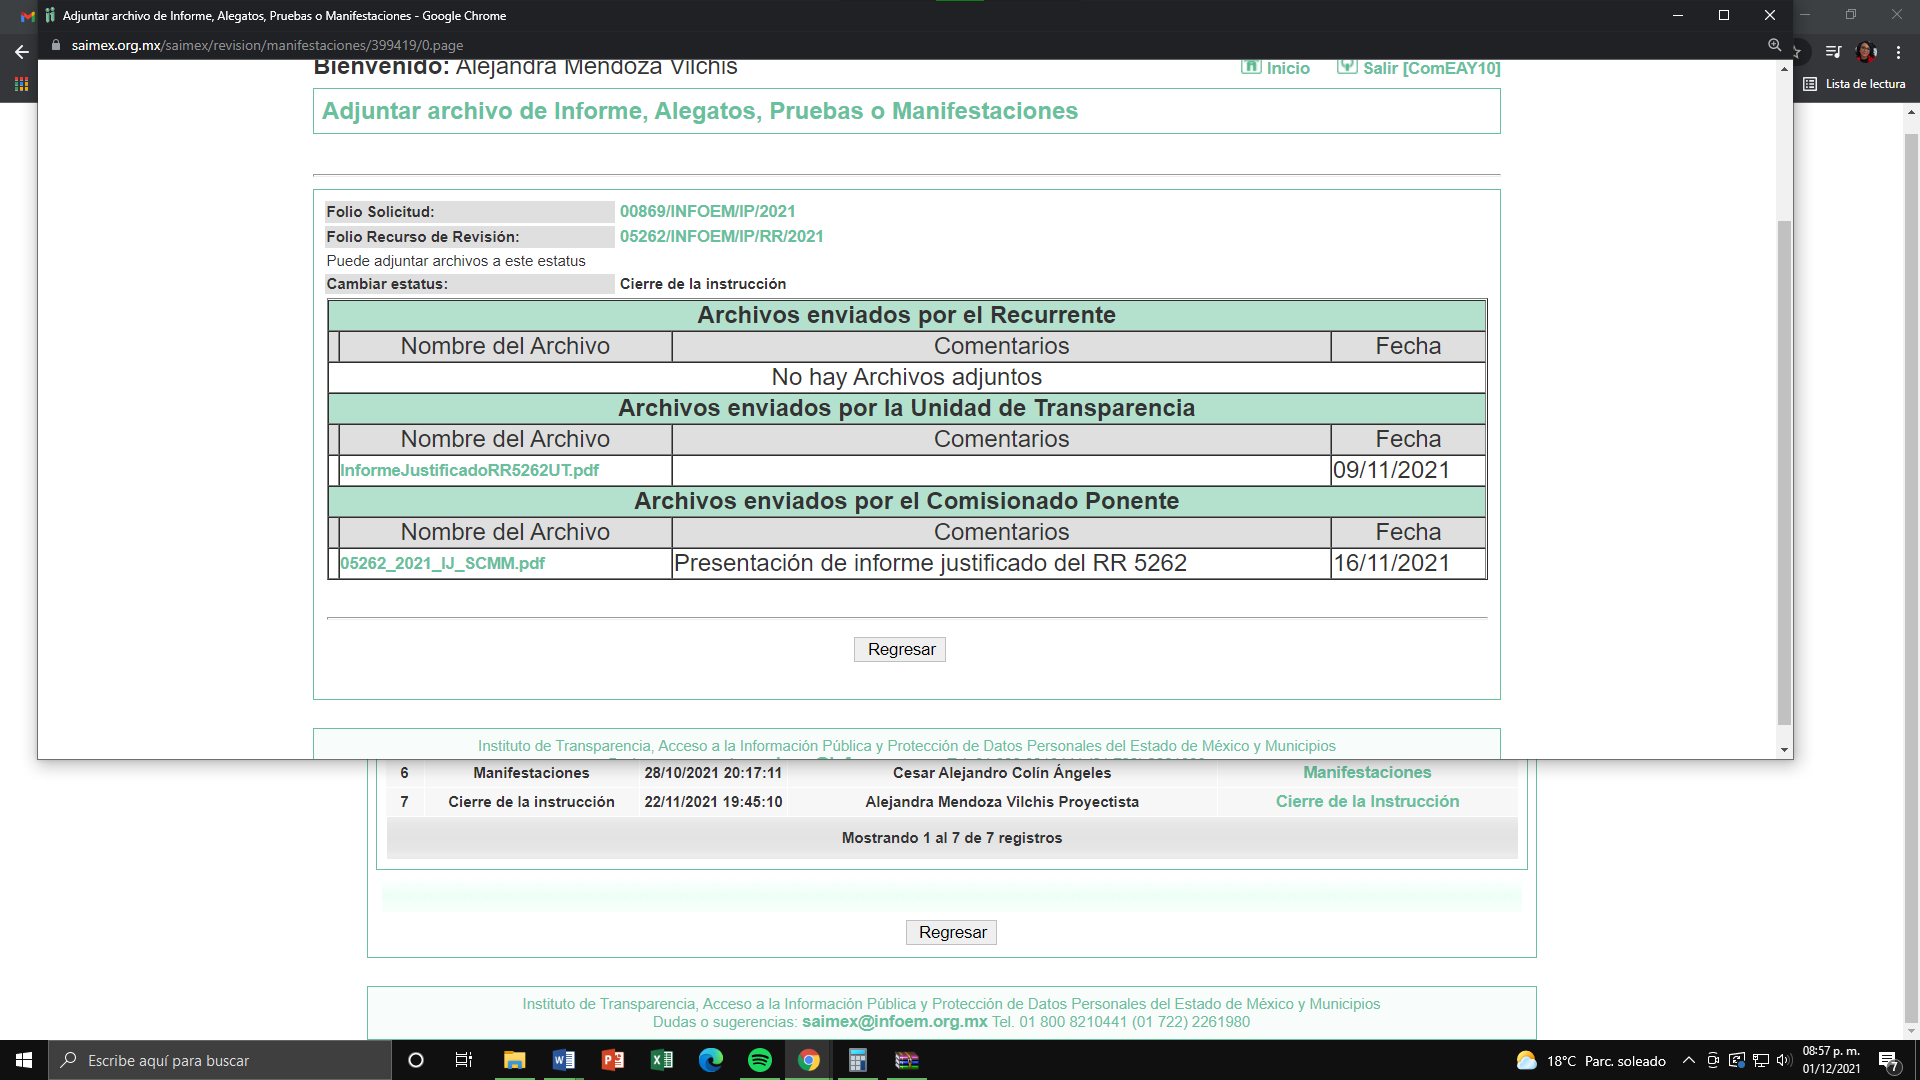 Adjuntar archivo de Informe, Alegatos, Pruebas o Manifestaciones - Google Chrome
saimex.org.mx/saimex/revision/manifestaciones/399419/0.page
Lista de lectura
Bienvenido: Alejandra Mendoza Vilchis
Inicio
Salir [ComEAY10]
Adjuntar archivo de Informe, Alegatos, Pruebas o Manifestaciones
Folio Solicitud: 00869/INFOEM/IP/2021
Folio Recurso de Revisión: 05262/INFOEM/IP/RR/2021
Puede adjuntar archivos a este estatus
Cambiar estatus: Cierre de la instrucción
Archivos enviados por el Recurrente
Nombre del Archivo Comentarios Fecha
No hay Archivos adjuntos
Archivos enviados por la Unidad de Transparencia
Nombre del Archivo Comentarios Fecha
InformeJustificadoRR5262UT.pdf 09/11/2021
Archivos enviados por el Comisionado Ponente
Nombre del Archivo Comentarios Fecha
05262_2021_IJ_SCMM.pdf Presentación de informe justificado del RR 5262 16/11/2021
Regresar
Instituto de Transparencia, Acceso a la Información Pública y Protección de Datos Personales del Estado de México y Municipios
6 Manifestaciones 28/10/2021 20:17:11 Cesar Alejandro Colín Ángeles Manifestaciones
7 Cierre de la instrucción 22/11/2021 19:45:10 Alejandra Mendoza Vilchis Proyectista Cierre de la Instrucción
Mostrando 1 al 7 de 7 registros
Regresar
Instituto de Transparencia, Acceso a la Información Pública y Protección de Datos Personales del Estado de México y Municipios
Dudas o sugerencias: saimex@infoem.org.mx Tel. 01 800 8210441 (01 722) 2261980
Escribe aquí para buscar
18°C Parc. soleado
08:57 p. m.
01/12/2021
7